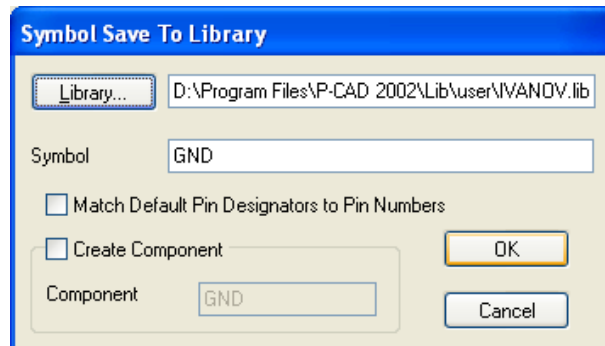 Symbol Save To Library
Library... D:\Program Files\P-CAD 2002\Lib\user\IVANOV.lib
Symbol GND
Match Default Pin Designators to Pin Numbers
Create Component
OK
Component GND
Cancel